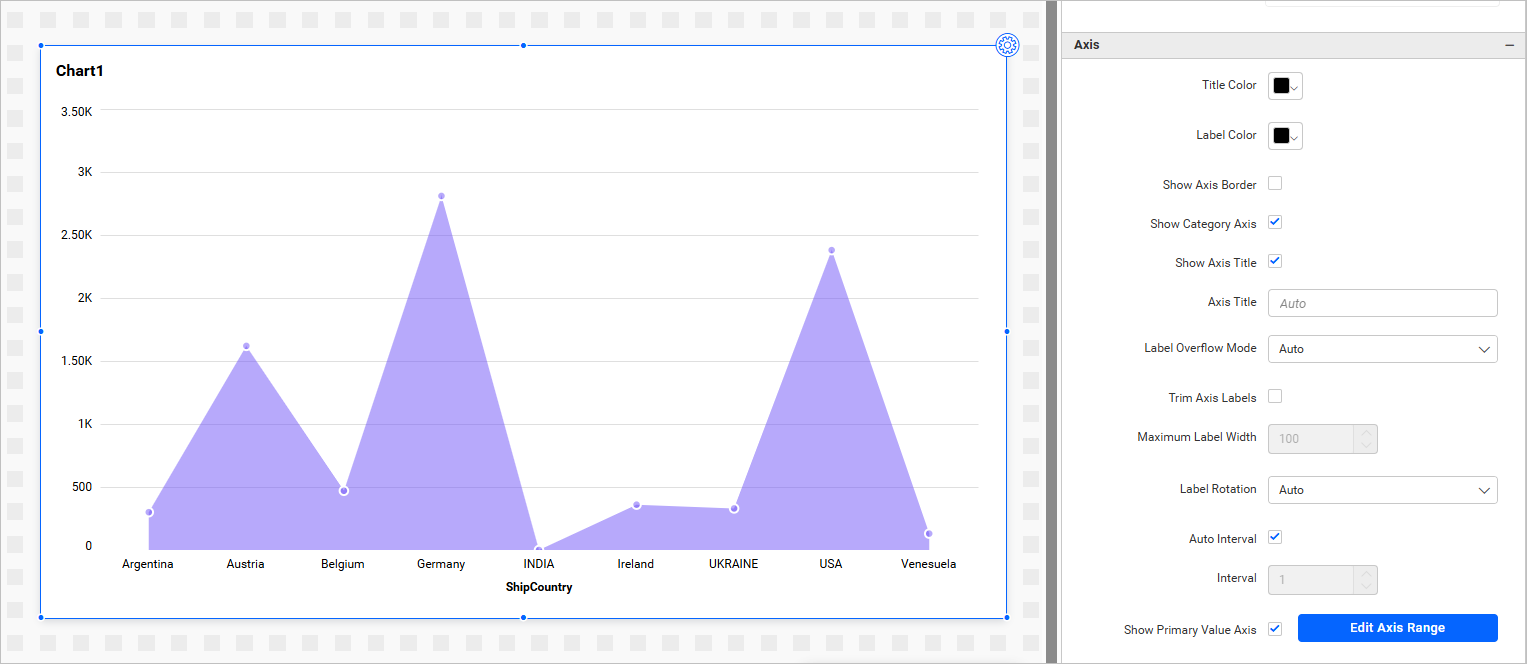 Chart1
3.50K
3K
2.50K
2K
1.50K
1K
500
0
Argentina Austria Belgium Germany INDIA Ireland UKRAINE USA Venesuela
ShipCountry
Axis
Title Color
Label Color
Show Axis Border
Show Category Axis
Show Axis Title
Axis Title Auto
Label Overflow Mode Auto
Trim Axis Labels
Maximum Label Width 100
Label Rotation Auto
Auto Interval
Interval 1
Show Primary Value Axis Edit Axis Range